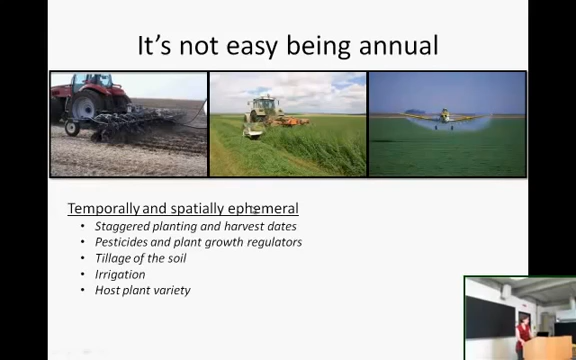 It's not easy being annual
Temporally and spatially ephemeral
• Staggered planting and harvest dates
• Pesticides and plant growth regulators
• Tillage of the soil
• Irrigation
• Host plant variety